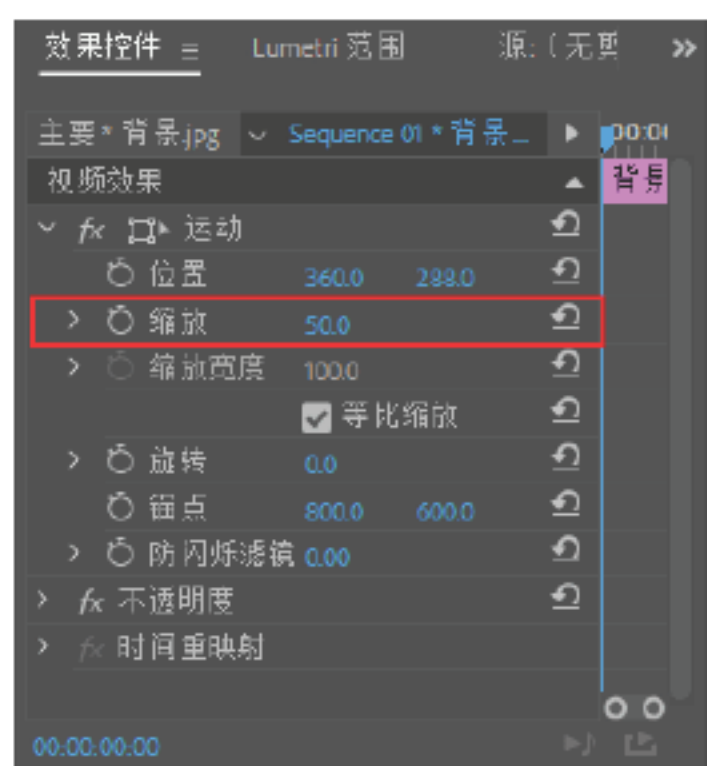 效果控件 Lumetri 范围 源:（无剪
主要*背景.jpg Sequence 01*背景... 00:00
视频效果 背景
fx 运动
位置 360.0 288.0
缩放 50.0
缩放宽度 100.0
等比缩放
旋转 0.0
锚点 800.0 600.0
防闪烁滤镜 0.00
fx 不透明度
fx 时间重映射
00:00:00:00